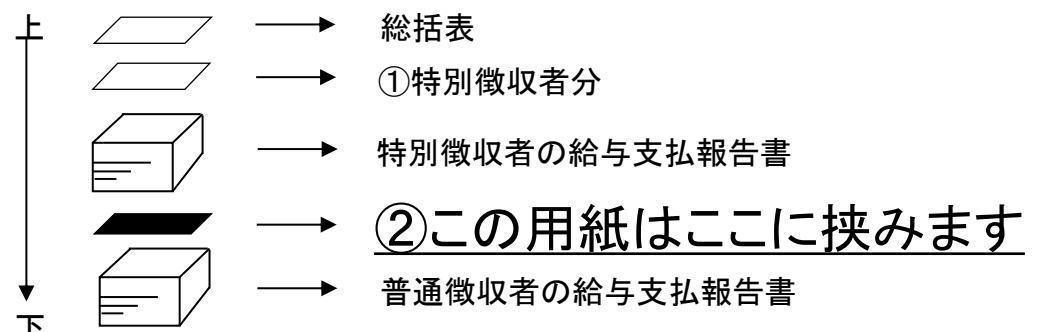 上
総括表
①特別徴収者分
特別徴収者の給与支払報告書
②この用紙はここに挟みます
普通徴収者の給与支払報告書
下